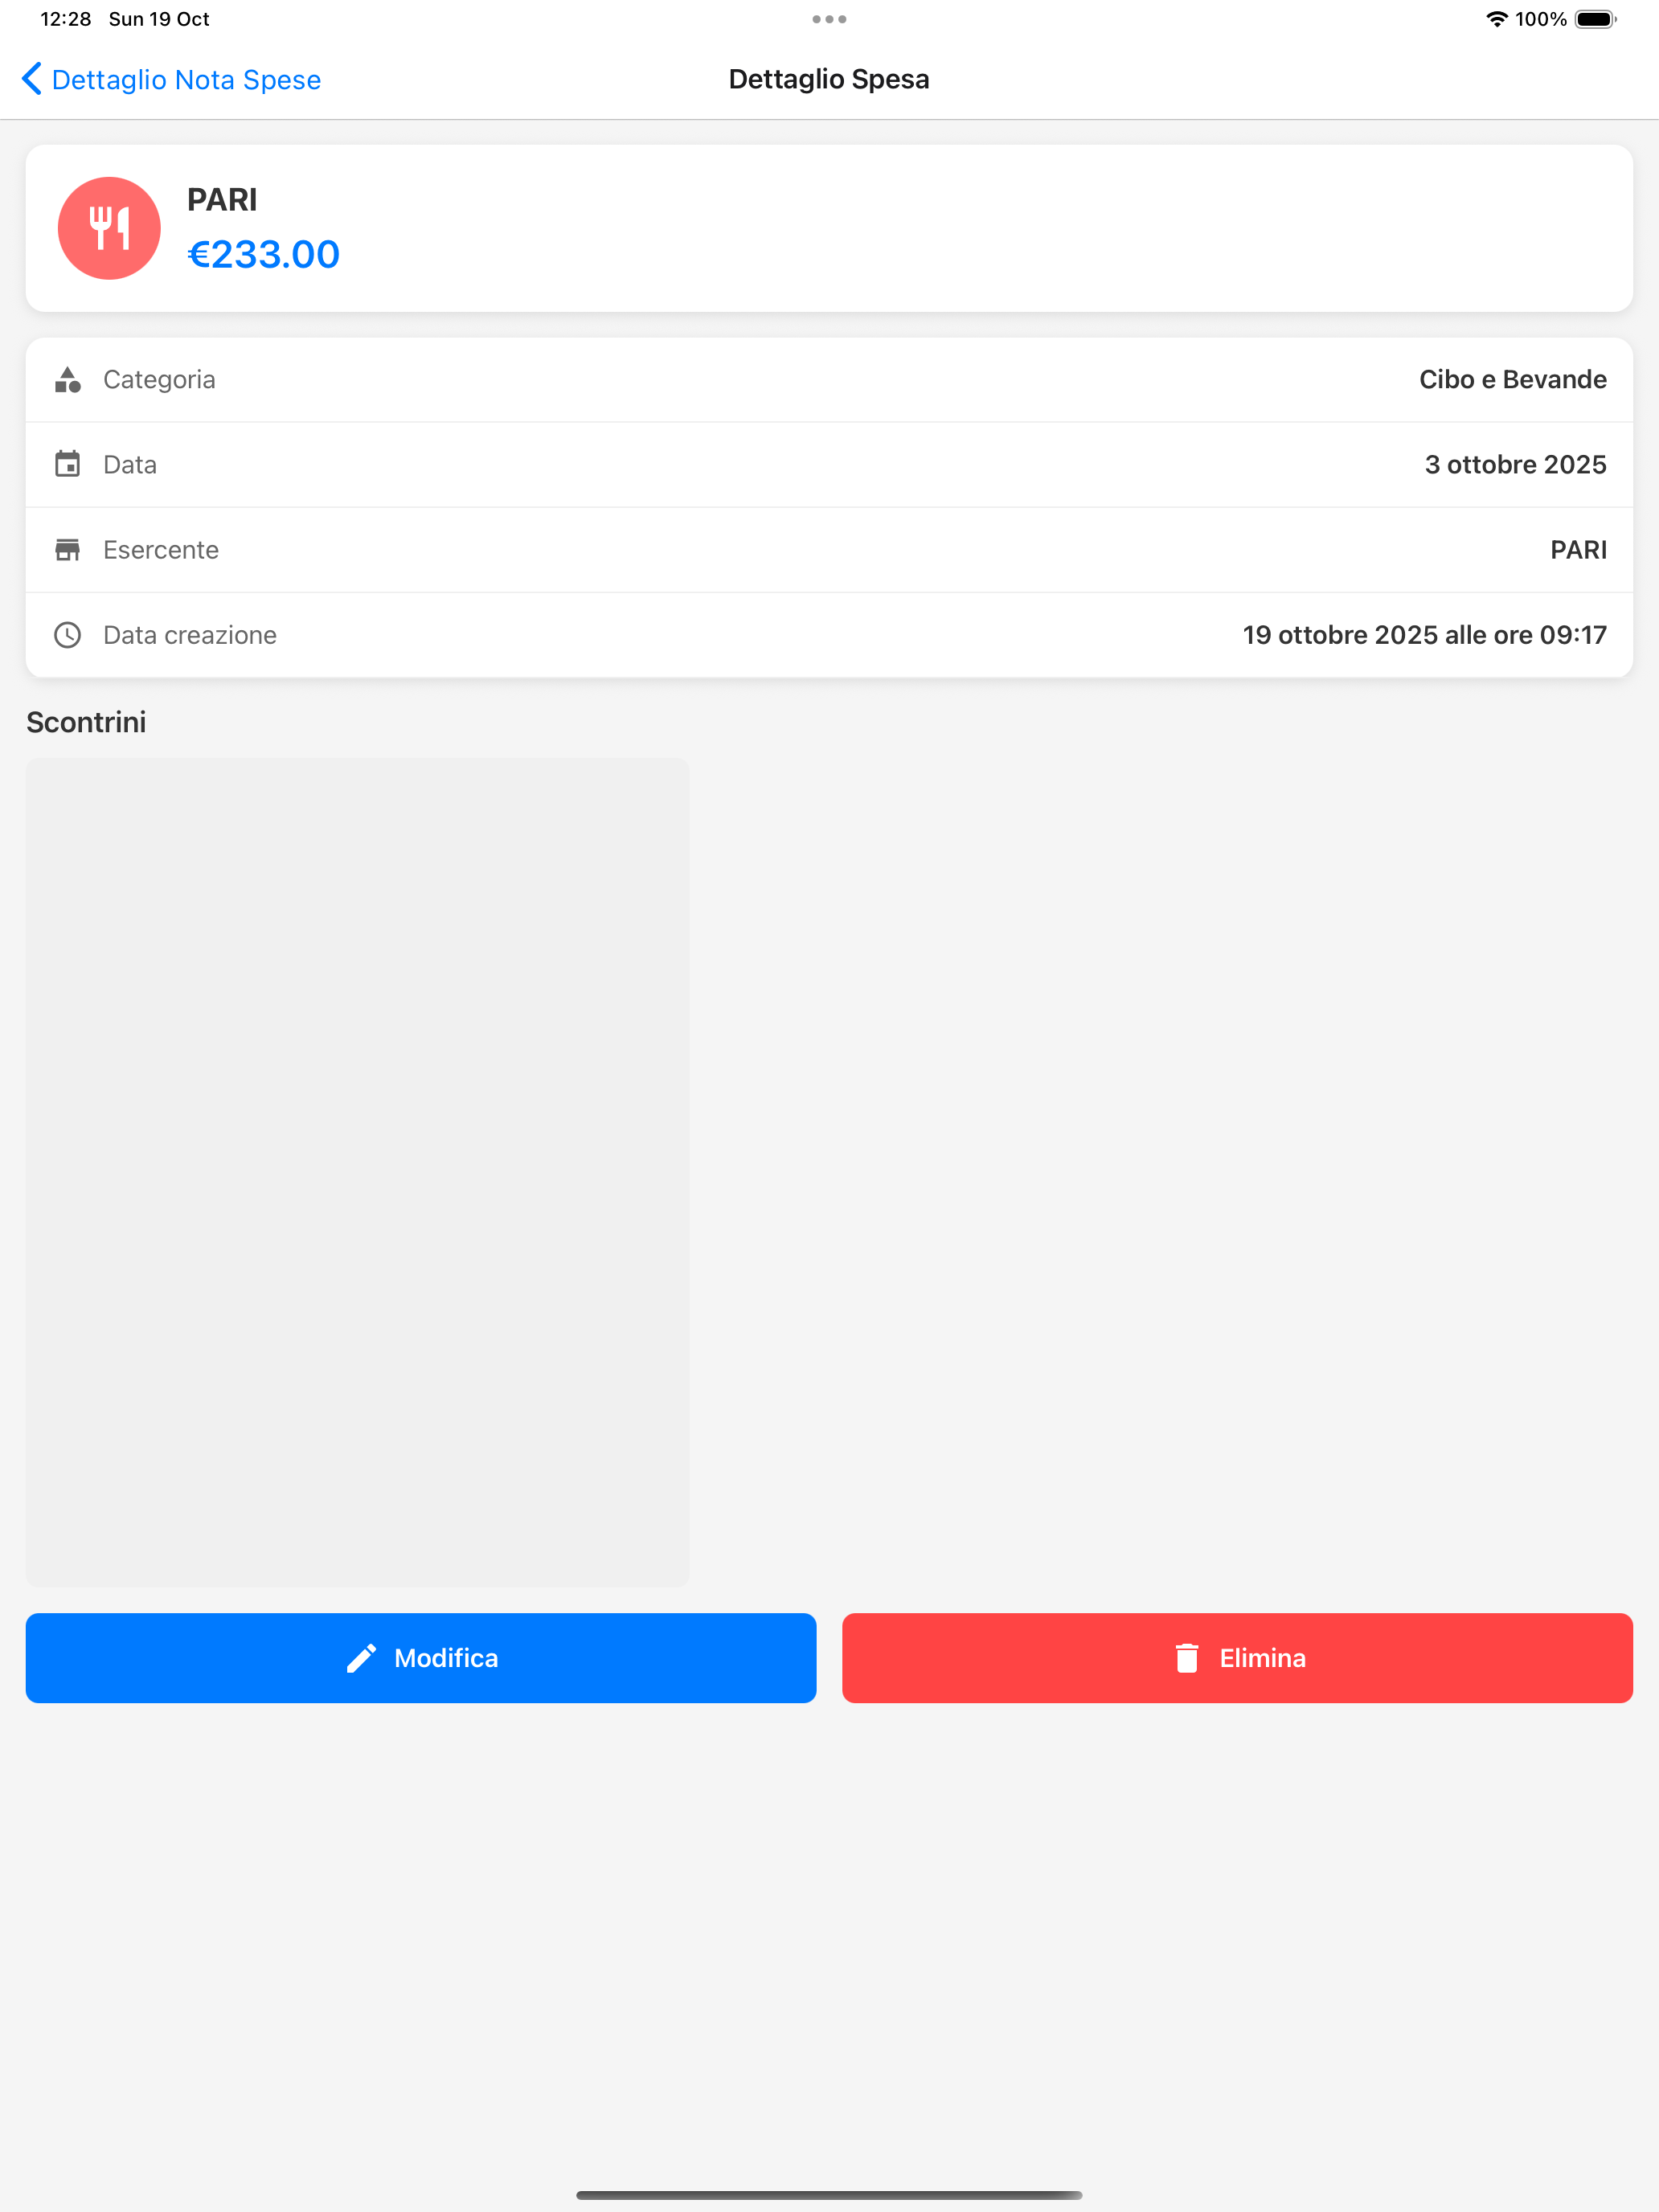 12:28 Sun 19 Oct
100%
Dettaglio Nota Spese
Dettaglio Spesa
PARI
€233.00
Categoria
Cibo e Bevande
Data
3 ottobre 2025
Esercente
PARI
Data creazione
19 ottobre 2025 alle ore 09:17
Scontrini
Modifica
Elimina